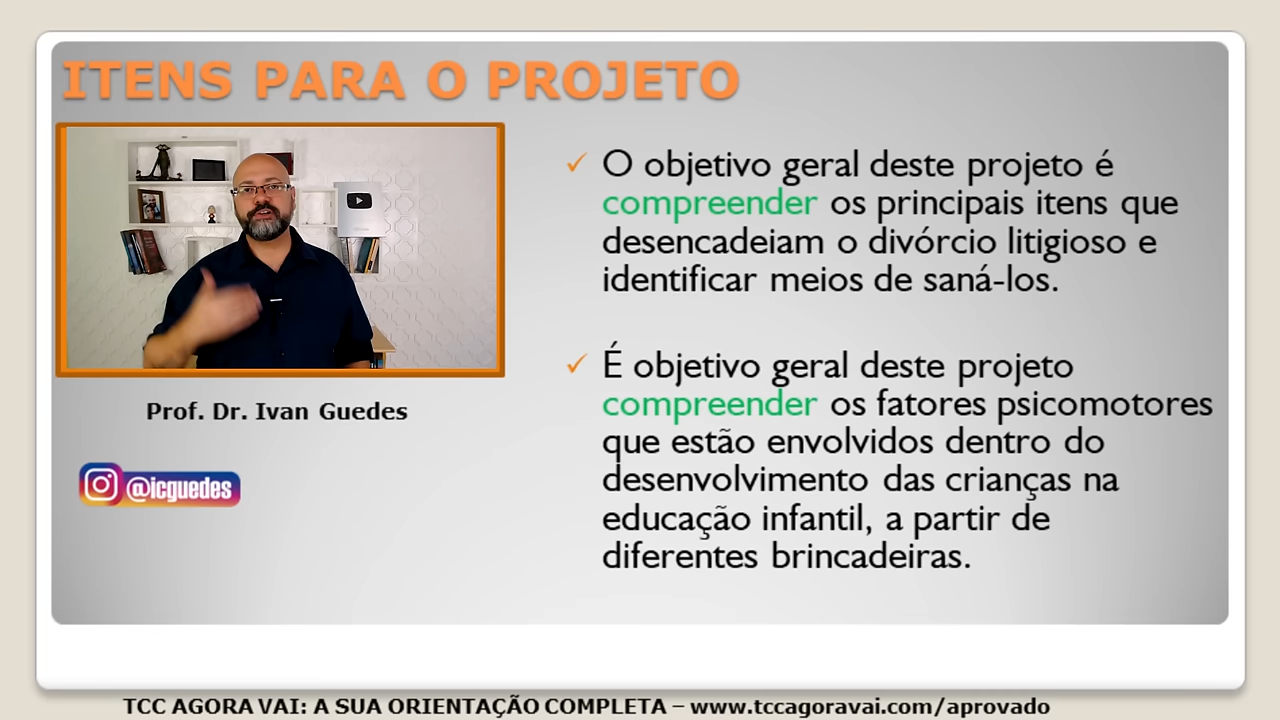 ITENS PARA O PROJETO
O objetivo geral deste projeto é
compreender os principais itens que
desencadeiam o divórcio litigioso e
identificar meios de saná-los.
É objetivo geral deste projeto
compreender os fatores psicomotores
que estão envolvidos dentro do
desenvolvimento das crianças na
educação infantil, a partir de
diferentes brincadeiras.
Prof. Dr. Ivan Guedes
@icguedes
TCC AGORA VAI: A SUA ORIENTAÇÃO COMPLETA – www.tccagoravai.com/aprovado